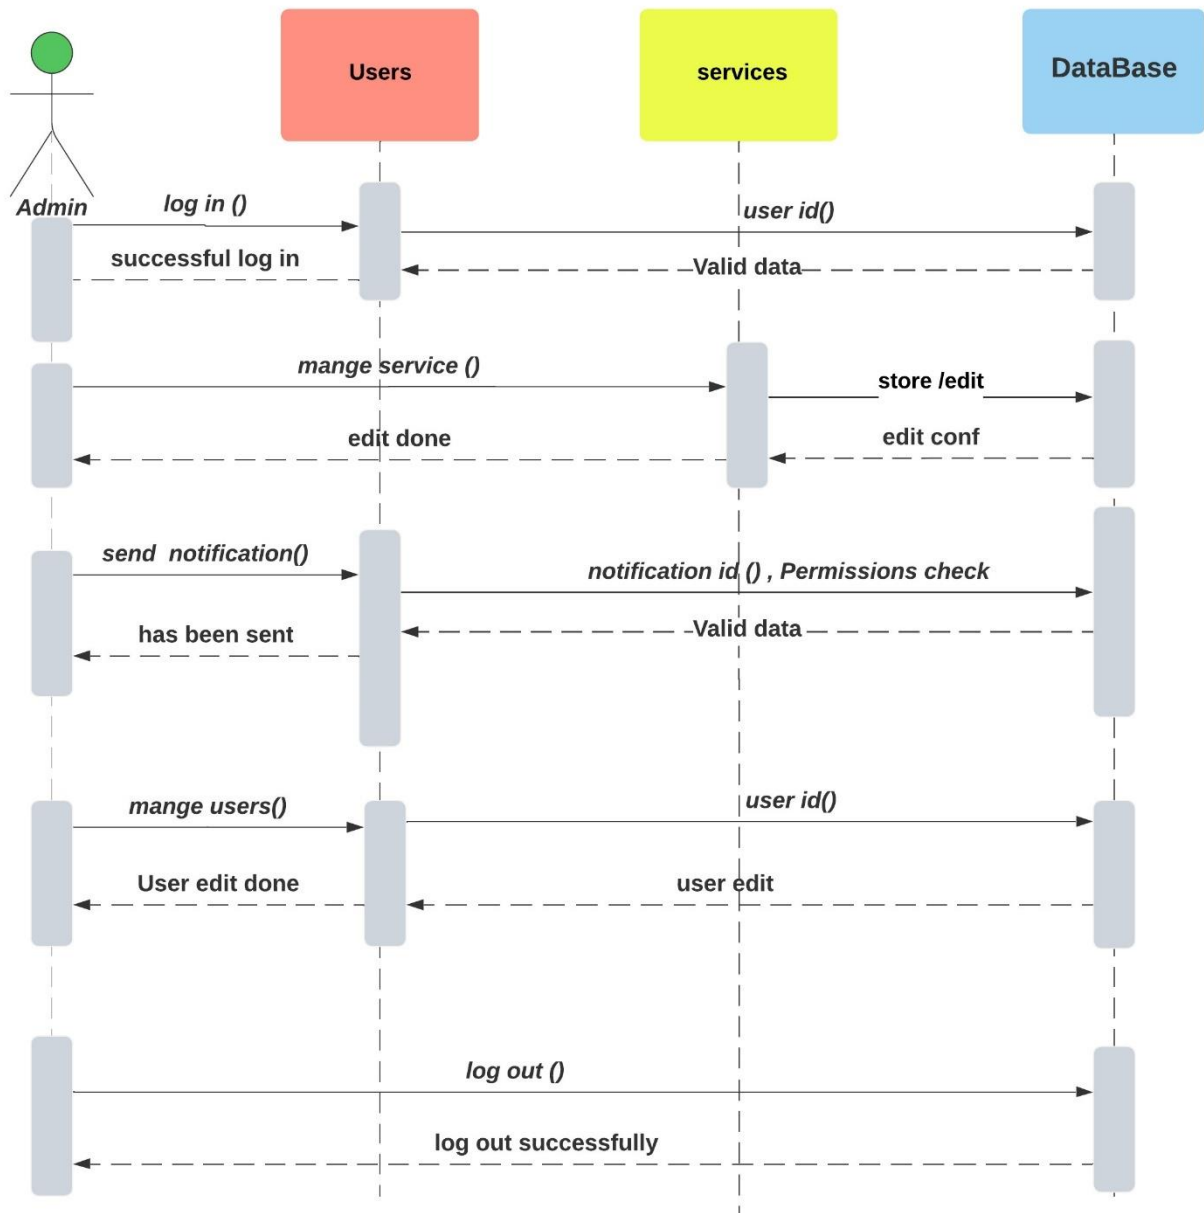 Users
services
DataBase
Admin
log in ()
user id()
successful log in
Valid data
mange service ()
store /edit
edit done
edit conf
send  notification()
notification id () , Permissions check
has been sent
Valid data
mange users()
user id()
User edit done
user edit
log out ()
log out successfully